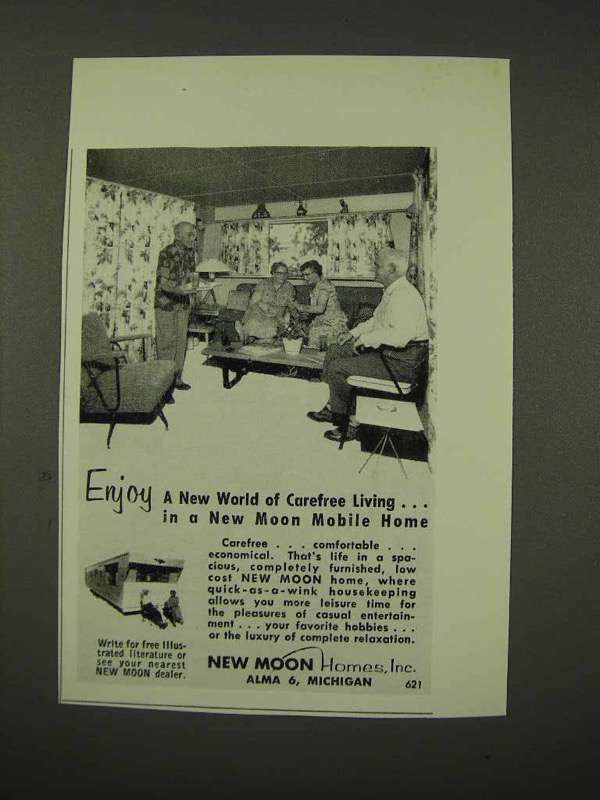 Enjoy A New World of Carefree Living . . .
in a New Moon Mobile Home
Carefree . . . comfortable . . .
economical. That's life in a spa-
cious, completely furnished, low
cost NEW MOON home, where
quick-as-a-wink housekeeping
allows you more leisure time for
the pleasures of casual entertain-
ment . . . your favorite hobbies . . .
or the luxury of complete relaxation.
Write for free illus-
trated literature or
see your nearest
NEW MOON dealer.
NEW MOON Homes, Inc.
ALMA 6, MICHIGAN
621